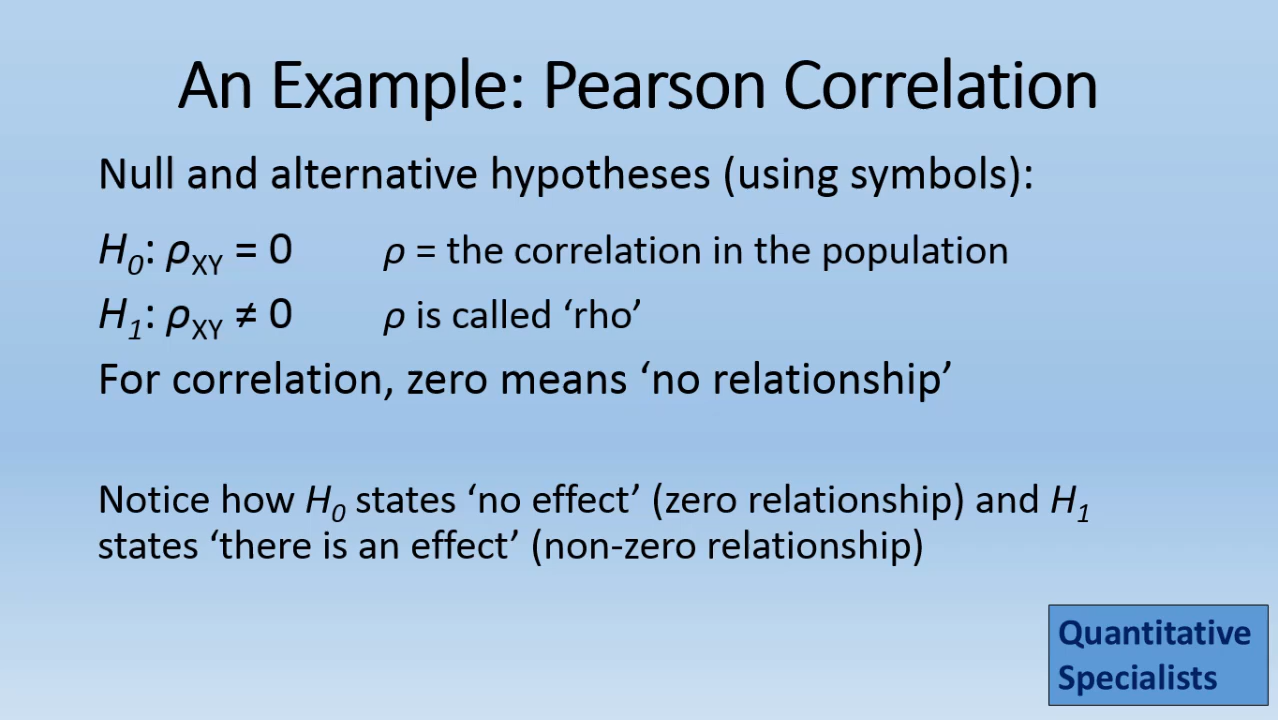 An Example: Pearson Correlation
Null and alternative hypotheses (using symbols):
H0: ρXY = 0 ρ = the correlation in the population
H1: ρXY ≠ 0 ρ is called ‘rho’
For correlation, zero means ‘no relationship’
Notice how H0 states ‘no effect’ (zero relationship) and H1
states ‘there is an effect’ (non-zero relationship)
Quantitative
Specialists